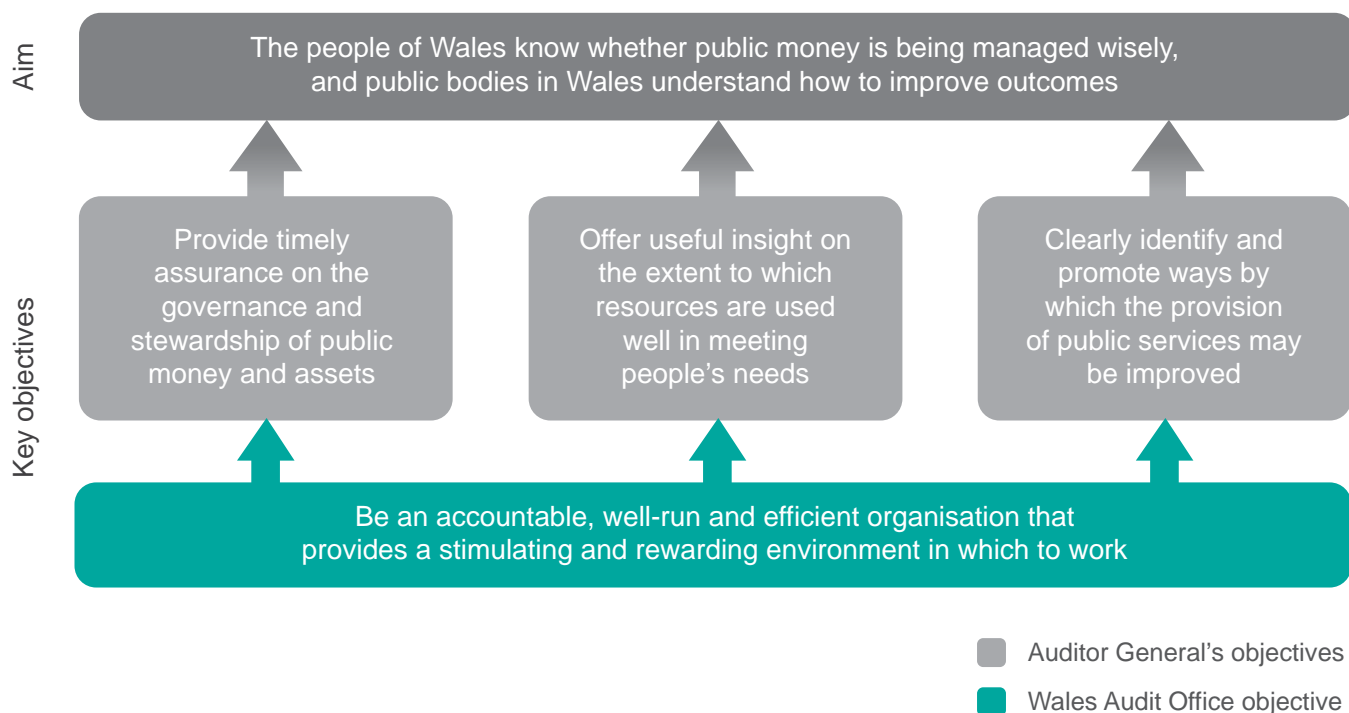 Aim
The people of Wales know whether public money is being managed wisely,
and public bodies in Wales understand how to improve outcomes
Key objectives
Provide timely
assurance on the
governance and
stewardship of public
money and assets
Offer useful insight on
the extent to which
resources are used
well in meeting
people's needs
Clearly identify and
promote ways by
which the provision
of public services may
be improved
Be an accountable, well-run and efficient organisation that
provides a stimulating and rewarding environment in which to work
Auditor General's objectives
Wales Audit Office objective